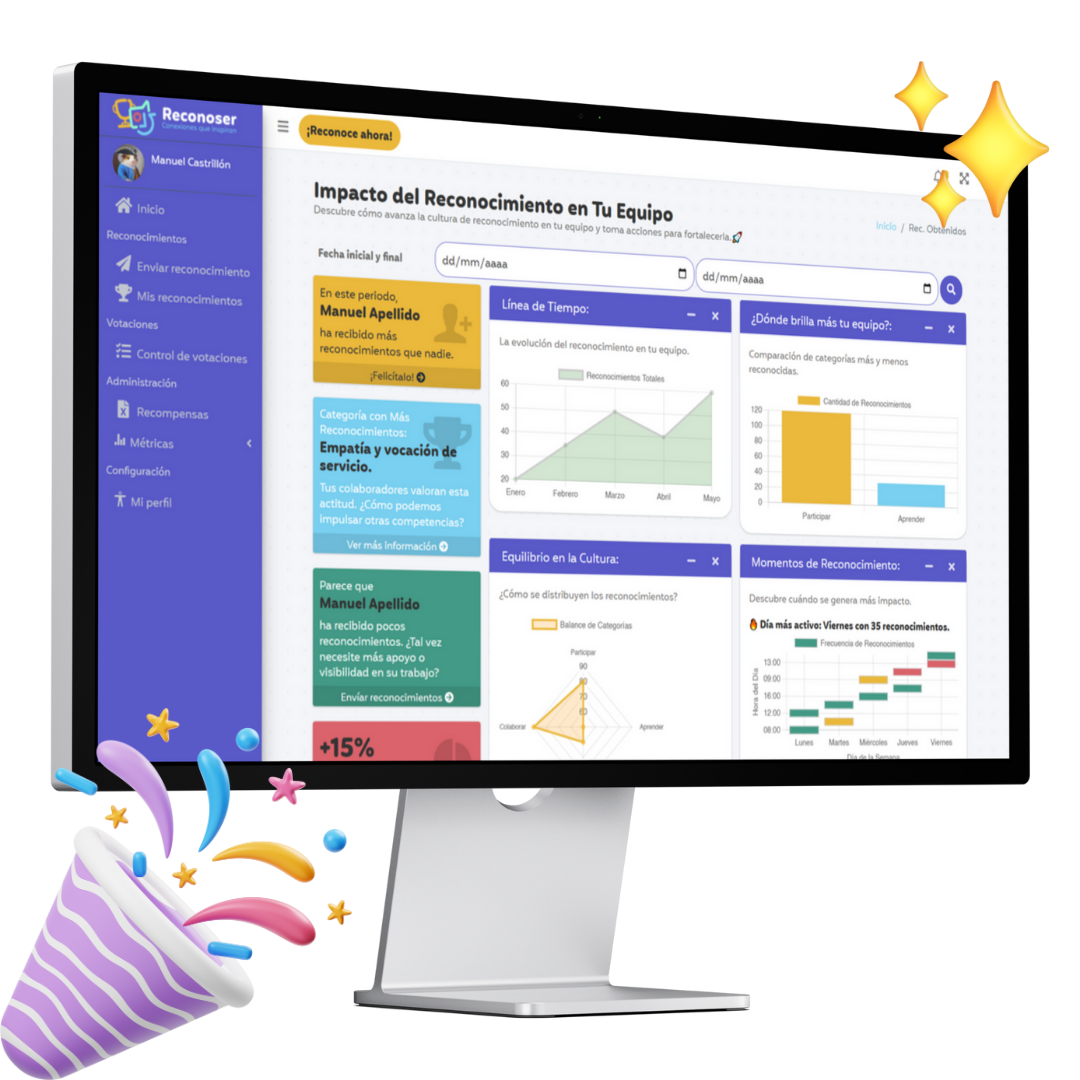 Reconoser
Conexiones que inspiran
Manuel Castrillón
Inicio
Reconocimientos
Enviar reconocimiento
Mis reconocimientos
Votaciones
Control de votaciones
Administración
Recompensas
Métricas
Configuración
Mi perfil
¡Reconoce ahora!
Impacto del Reconocimiento en Tu Equipo
Descubre cómo avanza la cultura de reconocimiento en tu equipo y toma acciones para fortalecerla.
Inicio / Rec. Obtenidos
Fecha inicial y final
dd/mm/aaaa
dd/mm/aaaa
En este periodo,
Manuel Apellido
ha recibido más
reconocimientos que nadie.
¡Felicítalo!
Categoría con Más
Reconocimientos:
Empatía y vocación de
servicio.
Tus colaboradores valoran esta
actitud. ¿Cómo podemos
impulsar otras competencias?
Ver más información
Parece que
Manuel Apellido
ha recibido pocos
reconocimientos. ¿Tal vez
necesite más apoyo o
visibilidad en su trabajo?
Enviar reconocimientos
+15%
Línea de Tiempo:
La evolución del reconocimiento en tu equipo.
Reconocimientos Totales
60
50
40
30
20
Enero Febrero Marzo Abril Mayo
¿Dónde brilla más tu equipo?:
Comparación de categorías más y menos
reconocidas.
Cantidad de Reconocimientos
120
100
80
60
40
20
0
Participar Aprender
Equilibrio en la Cultura:
¿Cómo se distribuyen los reconocimientos?
Balance de Categorías
Participar
90
80
70
60
Colaborar Aprender
Momentos de Reconocimiento:
Descubre cuándo se genera más impacto.
Día más activo: Viernes con 35 reconocimientos.
Frecuencia de Reconocimientos
Hora del Día
13:00
09:00
16:00
12:00
08:00
Lunes Martes Miércoles Jueves Viernes
Día de la Semana